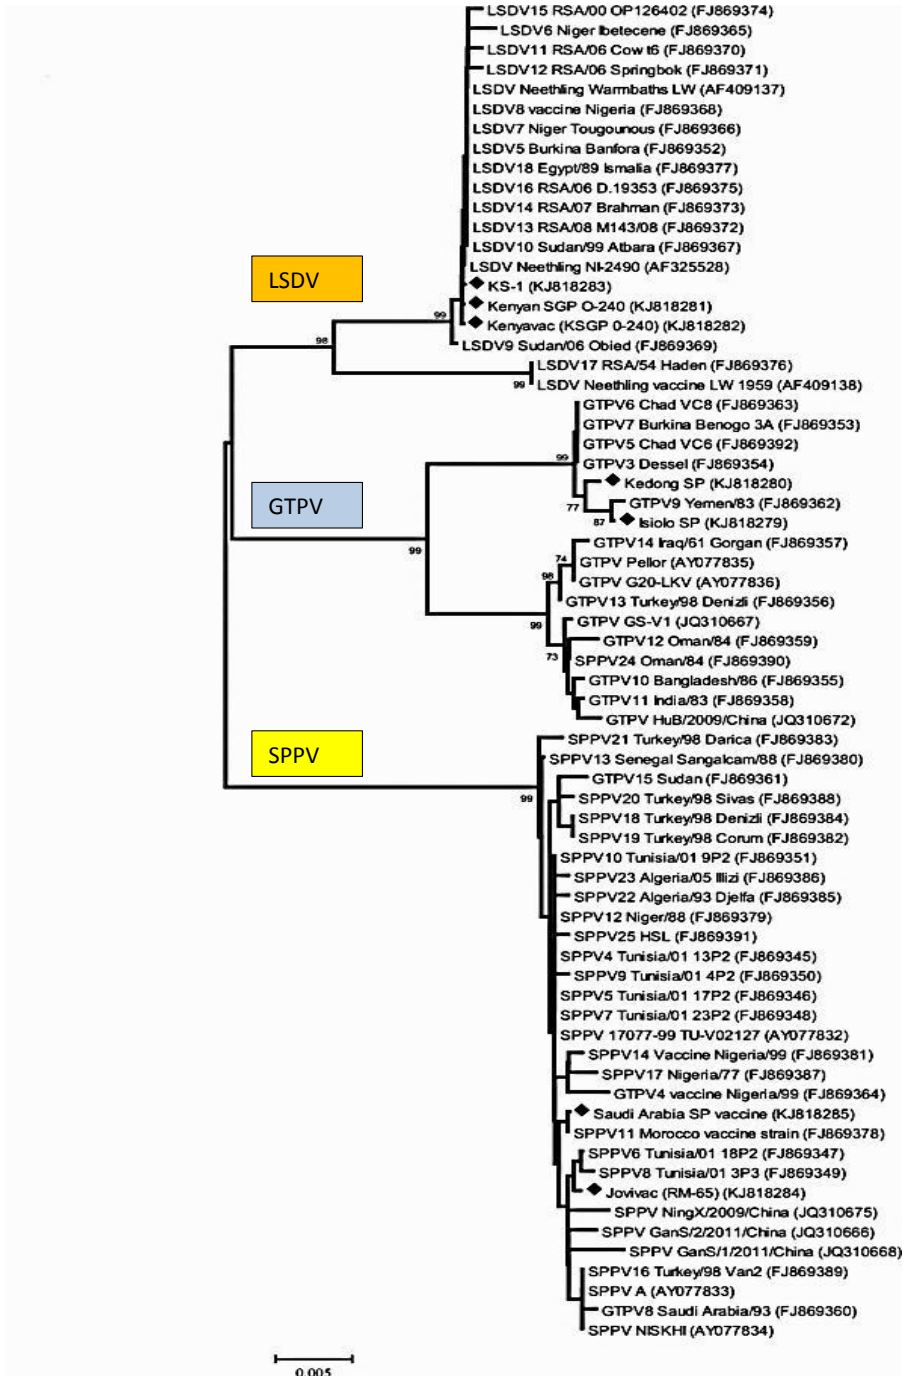 LSDV15 RSA/00 OP126402 (FJ869374)
LSDV6 Niger Ibetecene (FJ869365)
LSDV11 RSA/06 Cow t6 (FJ869370)
LSDV12 RSA/06 Springbok (FJ869371)
LSDV Neethling Warmbaths LW (AF409137)
LSDV8 vaccine Nigeria (FJ869368)
LSDV7 Niger Tougounous (FJ869366)
LSDV5 Burkina Banfora (FJ869352)
LSDV18 Egypt/89 Ismalia (FJ869377)
LSDV16 RSA/06 D.19353 (FJ869375)
LSDV14 RSA/07 Brahman (FJ869373)
LSDV13 RSA/08 M143/08 (FJ869372)
LSDV10 Sudan/99 Atbara (FJ869367)
LSDV Neethling NI-2490 (AF325528)
LSDV
KS-1 (KJ818283)
Kenyan SGP O-240 (KJ818281)
99
Kenyavac (KSGP 0-240) (KJ818282)
98
LSDV9 Sudan/06 Obied (FJ869369)
LSDV17 RSA/54 Haden (FJ869376)
99
LSDV Neethling vaccine LW 1959 (AF409138)
GTPV6 Chad VC8 (FJ869363)
GTPV7 Burkina Benogo 3A (FJ869353)
GTPV5 Chad VC6 (FJ869392)
99
GTPV3 Dessel (FJ869354)
Kedong SP (KJ818280)
GTPV
77
GTPV9 Yemen/83 (FJ869362)
87
Isiolo SP (KJ818279)
99
GTPV14 Iraq/61 Gorgan (FJ869357)
74
GTPV Pellor (AY077835)
98
GTPV G20-LKV (AY077836)
GTPV13 Turkey/98 Denizli (FJ869356)
99
GTPV GS-V1 (JQ310667)
GTPV12 Oman/84 (FJ869359)
73
SPPV24 Oman/84 (FJ869390)
GTPV10 Bangladesh/86 (FJ869355)
GTPV11 India/83 (FJ869358)
GTPV HuB/2009/China (JQ310672)
SPPV21 Turkey/98 Darica (FJ869383)
SPPV
SPPV13 Senegal Sangalcam/88 (FJ869380)
GTPV15 Sudan (FJ869361)
99
SPPV20 Turkey/98 Sivas (FJ869388)
SPPV18 Turkey/98 Denizli (FJ869384)
SPPV19 Turkey/98 Corum (FJ869382)
SPPV10 Tunisia/01 9P2 (FJ869351)
SPPV23 Algeria/05 Illizi (FJ869386)
SPPV22 Algeria/93 Djelfa (FJ869385)
SPPV12 Niger/88 (FJ869379)
SPPV25 HSL (FJ869391)
SPPV4 Tunisia/01 13P2 (FJ869345)
SPPV9 Tunisia/01 4P2 (FJ869350)
SPPV5 Tunisia/01 17P2 (FJ869346)
SPPV7 Tunisia/01 23P2 (FJ869348)
SPPV 17077-99 TU-V02127 (AY077832)
SPPV14 Vaccine Nigeria/99 (FJ869381)
SPPV17 Nigeria/77 (FJ869387)
GTPV4 vaccine Nigeria/99 (FJ869364)
Saudi Arabia SP vaccine (KJ818285)
SPPV11 Morocco vaccine strain (FJ869378)
SPPV6 Tunisia/01 18P2 (FJ869347)
SPPV8 Tunisia/01 3P3 (FJ869349)
Jovivac (RM-65) (KJ818284)
SPPV NingX/2009/China (JQ310675)
SPPV GanS/2/2011/China (JQ310666)
SPPV GanS/1/2011/China (JQ310668)
SPPV16 Turkey/98 Van2 (FJ869389)
SPPV A (AY077833)
GTPV8 Saudi Arabia/93 (FJ869360)
SPPV NISKHI (AY077834)
0.005